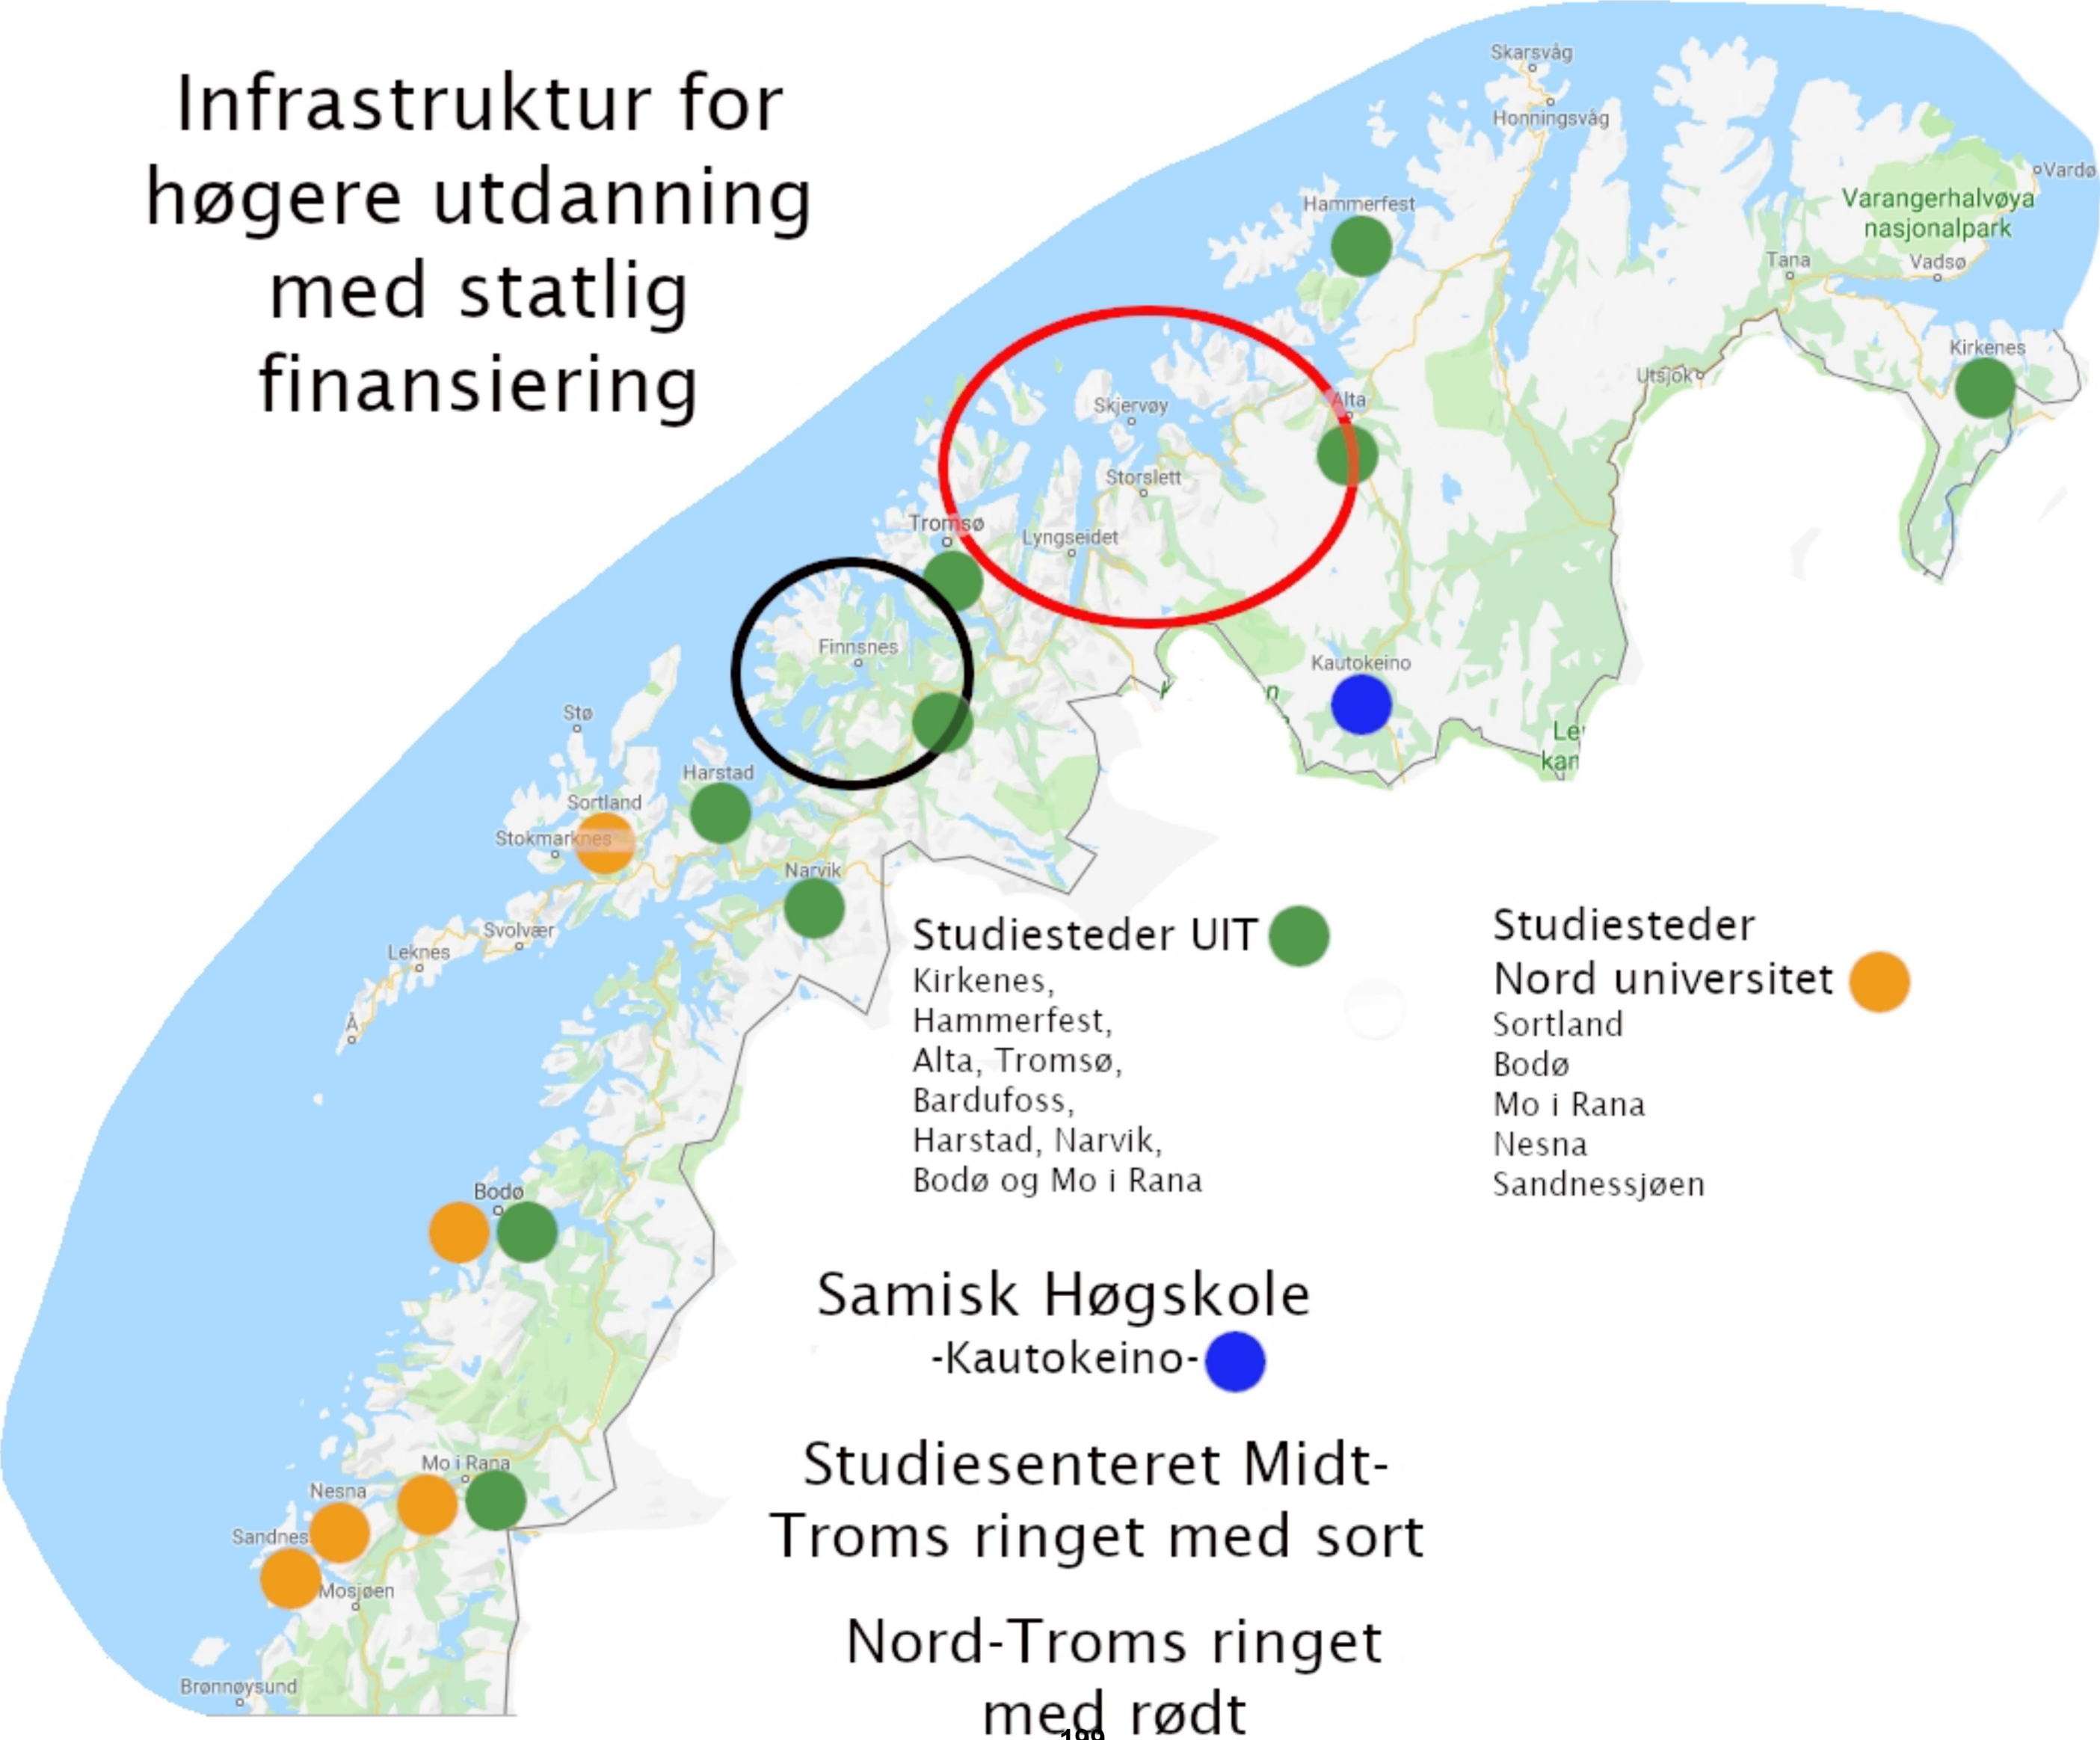 Infrastruktur for
høgere utdanning
med statlig
finansiering
Skarsvåg
Honningsvåg
Vardø
Varangerhalvøya
nasjonalpark
Hammerfest
Tana
Vadsø
Kirkenes
Utsjok
Alta
Skjervøy
Storslett
Tromsø
Lyngseidet
Finnsnes
Kautokeino
n
Le
kan
Stø
Harstad
Sortland
Stokmarknes
Narvik
Svolvær
Leknes
Å
Bodø
Mo i Rana
Nesna
Sandnes
Mosjøen
Brønnøysund
Studiesteder UIT
Kirkenes,
Hammerfest,
Alta, Tromsø,
Bardufoss,
Harstad, Narvik,
Bodø og Mo i Rana
Studiesteder
Nord universitet
Sortland
Bodø
Mo i Rana
Nesna
Sandnessjøen
Samisk Høgskole
-Kautokeino-
Studiesenteret Midt-
Troms ringet med sort
Nord-Troms ringet
med rødt
199